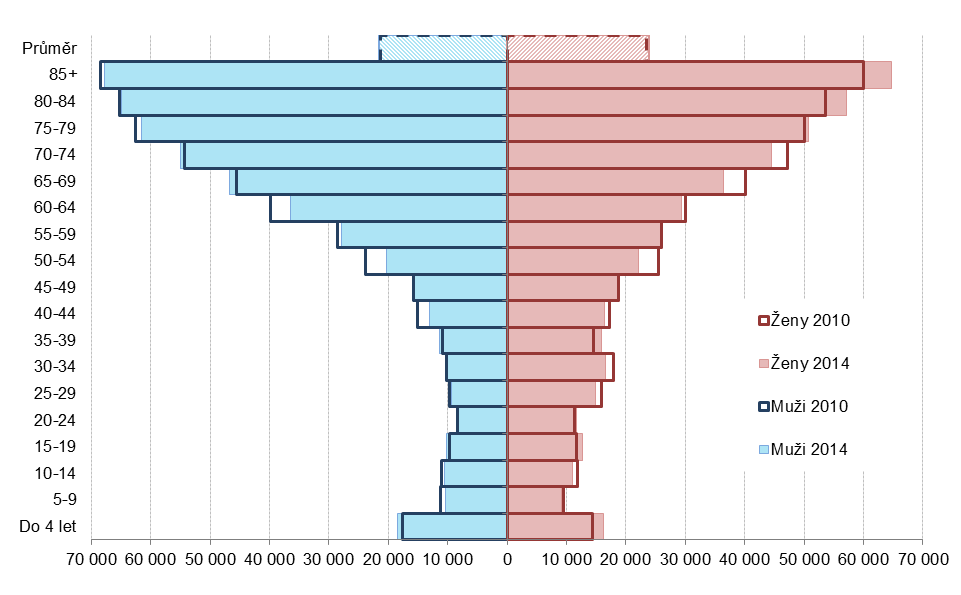 Průměr
85+
80-84
75-79
70-74
65-69
60-64
55-59
50-54
45-49
40-44
35-39
30-34
25-29
20-24
15-19
10-14
5-9
Do 4 let
Ženy 2010
Ženy 2014
Muži 2010
Muži 2014
70 000 60 000 50 000 40 000 30 000 20 000 10 000 0 10 000 20 000 30 000 40 000 50 000 60 000 70 000